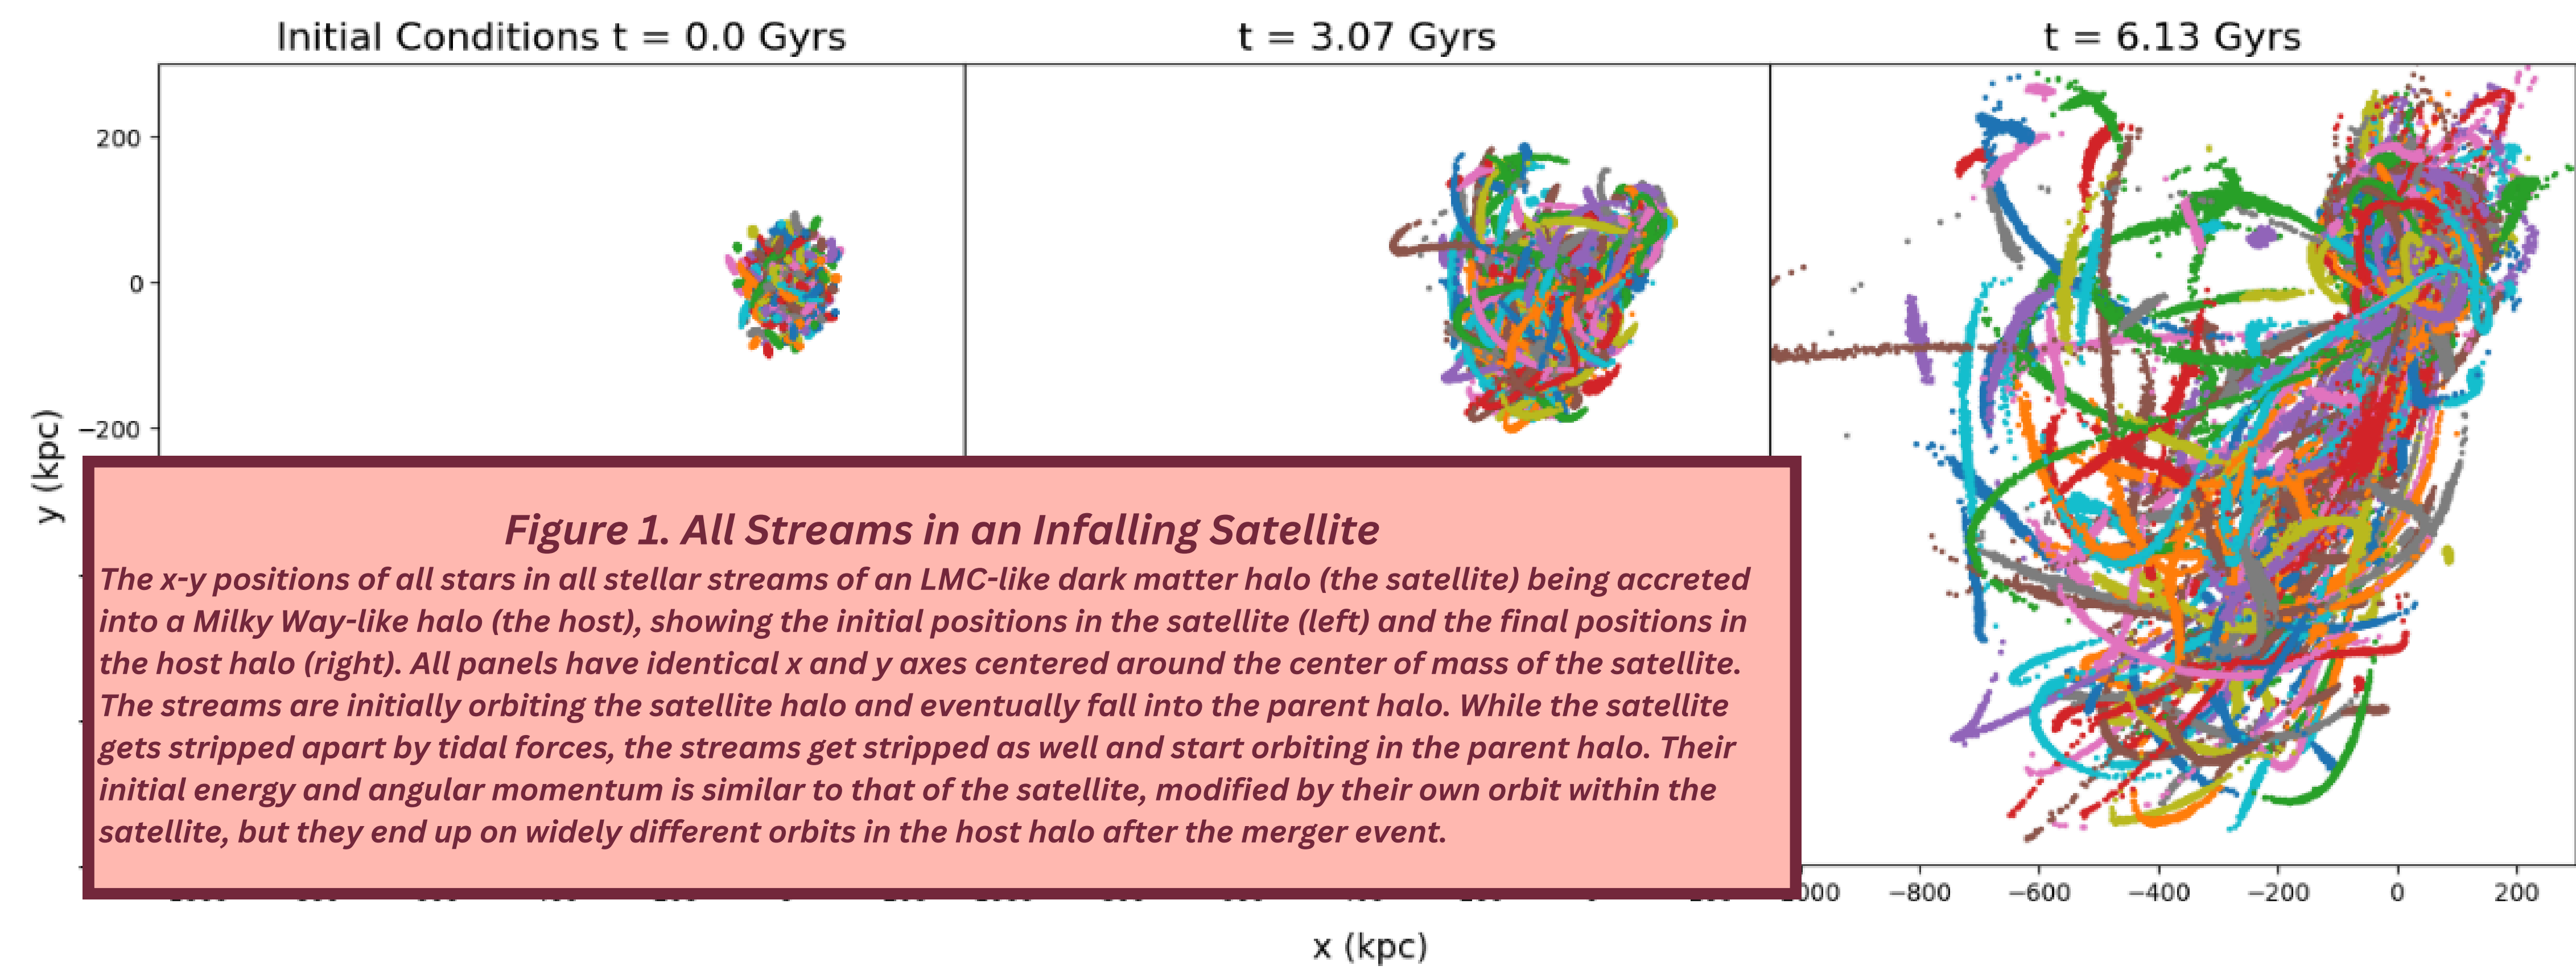 Initial Conditions t = 0.0 Gyrs
t = 3.07 Gyrs
t = 6.13 Gyrs
200
0
−200
y (kpc)
Figure 1. All Streams in an Infalling Satellite
The x-y positions of all stars in all stellar streams of an LMC-like dark matter halo (the satellite) being accreted
into a Milky Way-like halo (the host), showing the initial positions in the satellite (left) and the final positions in
the host halo (right). All panels have identical x and y axes centered around the center of mass of the satellite.
The streams are initially orbiting the satellite halo and eventually fall into the parent halo. While the satellite
gets stripped apart by tidal forces, the streams get stripped as well and start orbiting in the parent halo. Their
initial energy and angular momentum is similar to that of the satellite, modified by their own orbit within the
satellite, but they end up on widely different orbits in the host halo after the merger event.
−800
−600
−400
−200
0
200
x (kpc)